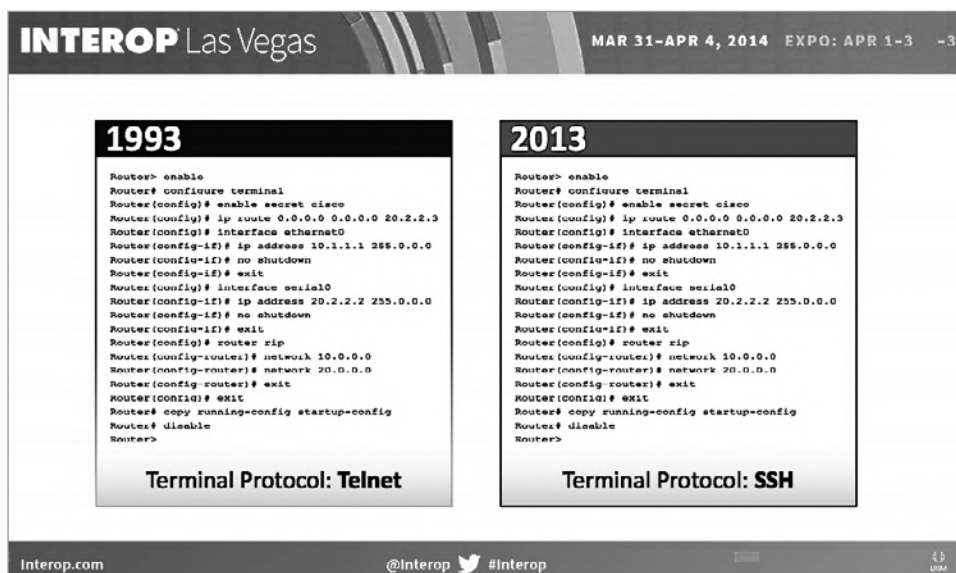 INTEROP Las Vegas
MAR 31–APR 4, 2014 EXPO: APR 1–3 –3
1993
Router> enable
Router# configure terminal
Router(config)# enable secret cisco
Router(config)# ip route 0.0.0.0 0.0.0.0 20.2.2.3
Router(config)# interface ethernet0
Router(config-if)# ip address 10.1.1.1 255.0.0.0
Router(config-if)# no shutdown
Router(config-if)# exit
Router(config)# interface serial0
Router(config-if)# ip address 20.2.2.2 255.0.0.0
Router(config-if)# no shutdown
Router(config-if)# exit
Router(config)# router rip
Router(config-router)# network 10.0.0.0
Router(config-router)# network 20.0.0.0
Router(config-router)# exit
Router(config)# exit
Router# copy running-config startup-config
Router# disable
Router>
Terminal Protocol: Telnet
2013
Router> enable
Router# configure terminal
Router(config)# enable secret cisco
Router(config)# ip route 0.0.0.0 0.0.0.0 20.2.2.3
Router(config)# interface ethernet0
Router(config-if)# ip address 10.1.1.1 255.0.0.0
Router(config-if)# no shutdown
Router(config-if)# exit
Router(config)# interface serial0
Router(config-if)# ip address 20.2.2.2 255.0.0.0
Router(config-if)# no shutdown
Router(config-if)# exit
Router(config)# router rip
Router(config-router)# network 10.0.0.0
Router(config-router)# network 20.0.0.0
Router(config-router)# exit
Router(config)# exit
Router# copy running-config startup-config
Router# disable
Router>
Terminal Protocol: SSH
Interop.com
@Interop #Interop
UBM